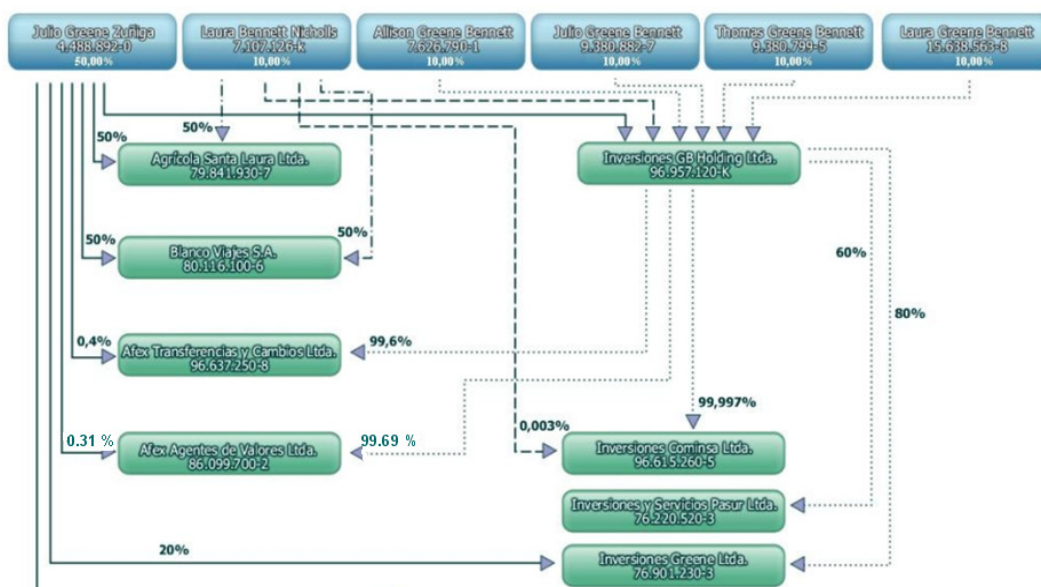 Julio Greene Zuñiga
4.488.892-0
50,00%
Laura Bennett Nicholls
7.107.126-k
10,00%
Allison Greene Bennett
7.626.790-1
10,00%
Julio Greene Bennett
9.380.882-7
10,00%
Thomas Greene Bennett
9.380.799-5
10,00%
Laura Greene Bennett
15.638.563-8
10,00%
50%
50%
Agrícola Santa Laura Ltda.
79.841.930-7
Inversiones GB Holding Ltda.
96.957.120-K
50%
50%
Blanco Viajes S.A.
80.116.100-6
60%
80%
0,4%
Afex Transferencias y Cambios Ltda.
96.637.250-8
99,6%
99,997%
0.31 %
Afex Agentes de Valores Ltda.
86.099.700-2
99.69 %
0,003%
Inversiones Cominsa Ltda.
96.615.260-5
Inversiones y Servicios Pasur Ltda.
76.220.520-3
20%
Inversiones Greene Ltda.
76.901.230-3